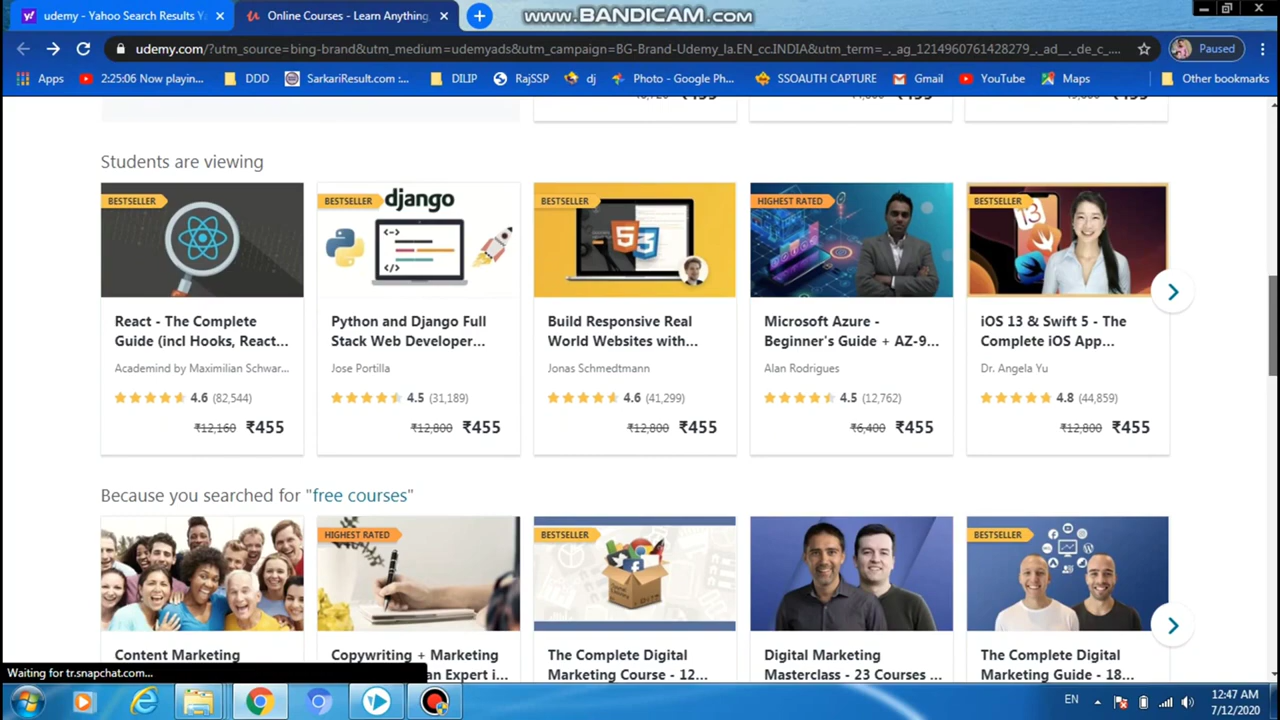 udemy - Yahoo Search Results Y
Online Courses - Learn Anything,
www.BANDICAM.com
udemy.com/?utm_source=bing-brand&utm_medium=udemyads&utm_campaign=BG-Brand-Udemy_la.EN_cc.INDIA&utm_term=_._ag_1214960761428279_._ad__._de_c_....
Paused
Apps
2:25:06 Now playin...
DDD
SarkariResult.com :...
DILIP
RajSSP
dj
Photo - Google Ph...
SSOAUTH CAPTURE
Gmail
YouTube
Maps
Other bookmarks
Students are viewing
BESTSELLER
BESTSELLER
django
BESTSELLER
HIGHEST RATED
BESTSELLER
React - The Complete
Guide (incl Hooks, React...
Academind by Maximilian Schwar...
4.6 (82,544)
₹12,160 ₹455
Python and Django Full
Stack Web Developer...
Jose Portilla
4.5 (31,189)
₹12,800 ₹455
Build Responsive Real
World Websites with...
Jonas Schmedtmann
4.6 (41,299)
₹12,800 ₹455
Microsoft Azure -
Beginner's Guide + AZ-9...
Alan Rodrigues
4.5 (12,762)
₹6,400 ₹455
iOS 13 & Swift 5 - The
Complete iOS App...
Dr. Angela Yu
4.8 (44,859)
₹12,800 ₹455
Because you searched for "free courses"
HIGHEST RATED
BESTSELLER
BESTSELLER
Content Marketing
Copywriting + Marketing
an Expert i...
The Complete Digital
Marketing Course - 12...
Digital Marketing
Masterclass - 23 Courses ...
The Complete Digital
Marketing Guide - 18...
Waiting for tr.snapchat.com...
EN
12:47 AM
7/12/2020